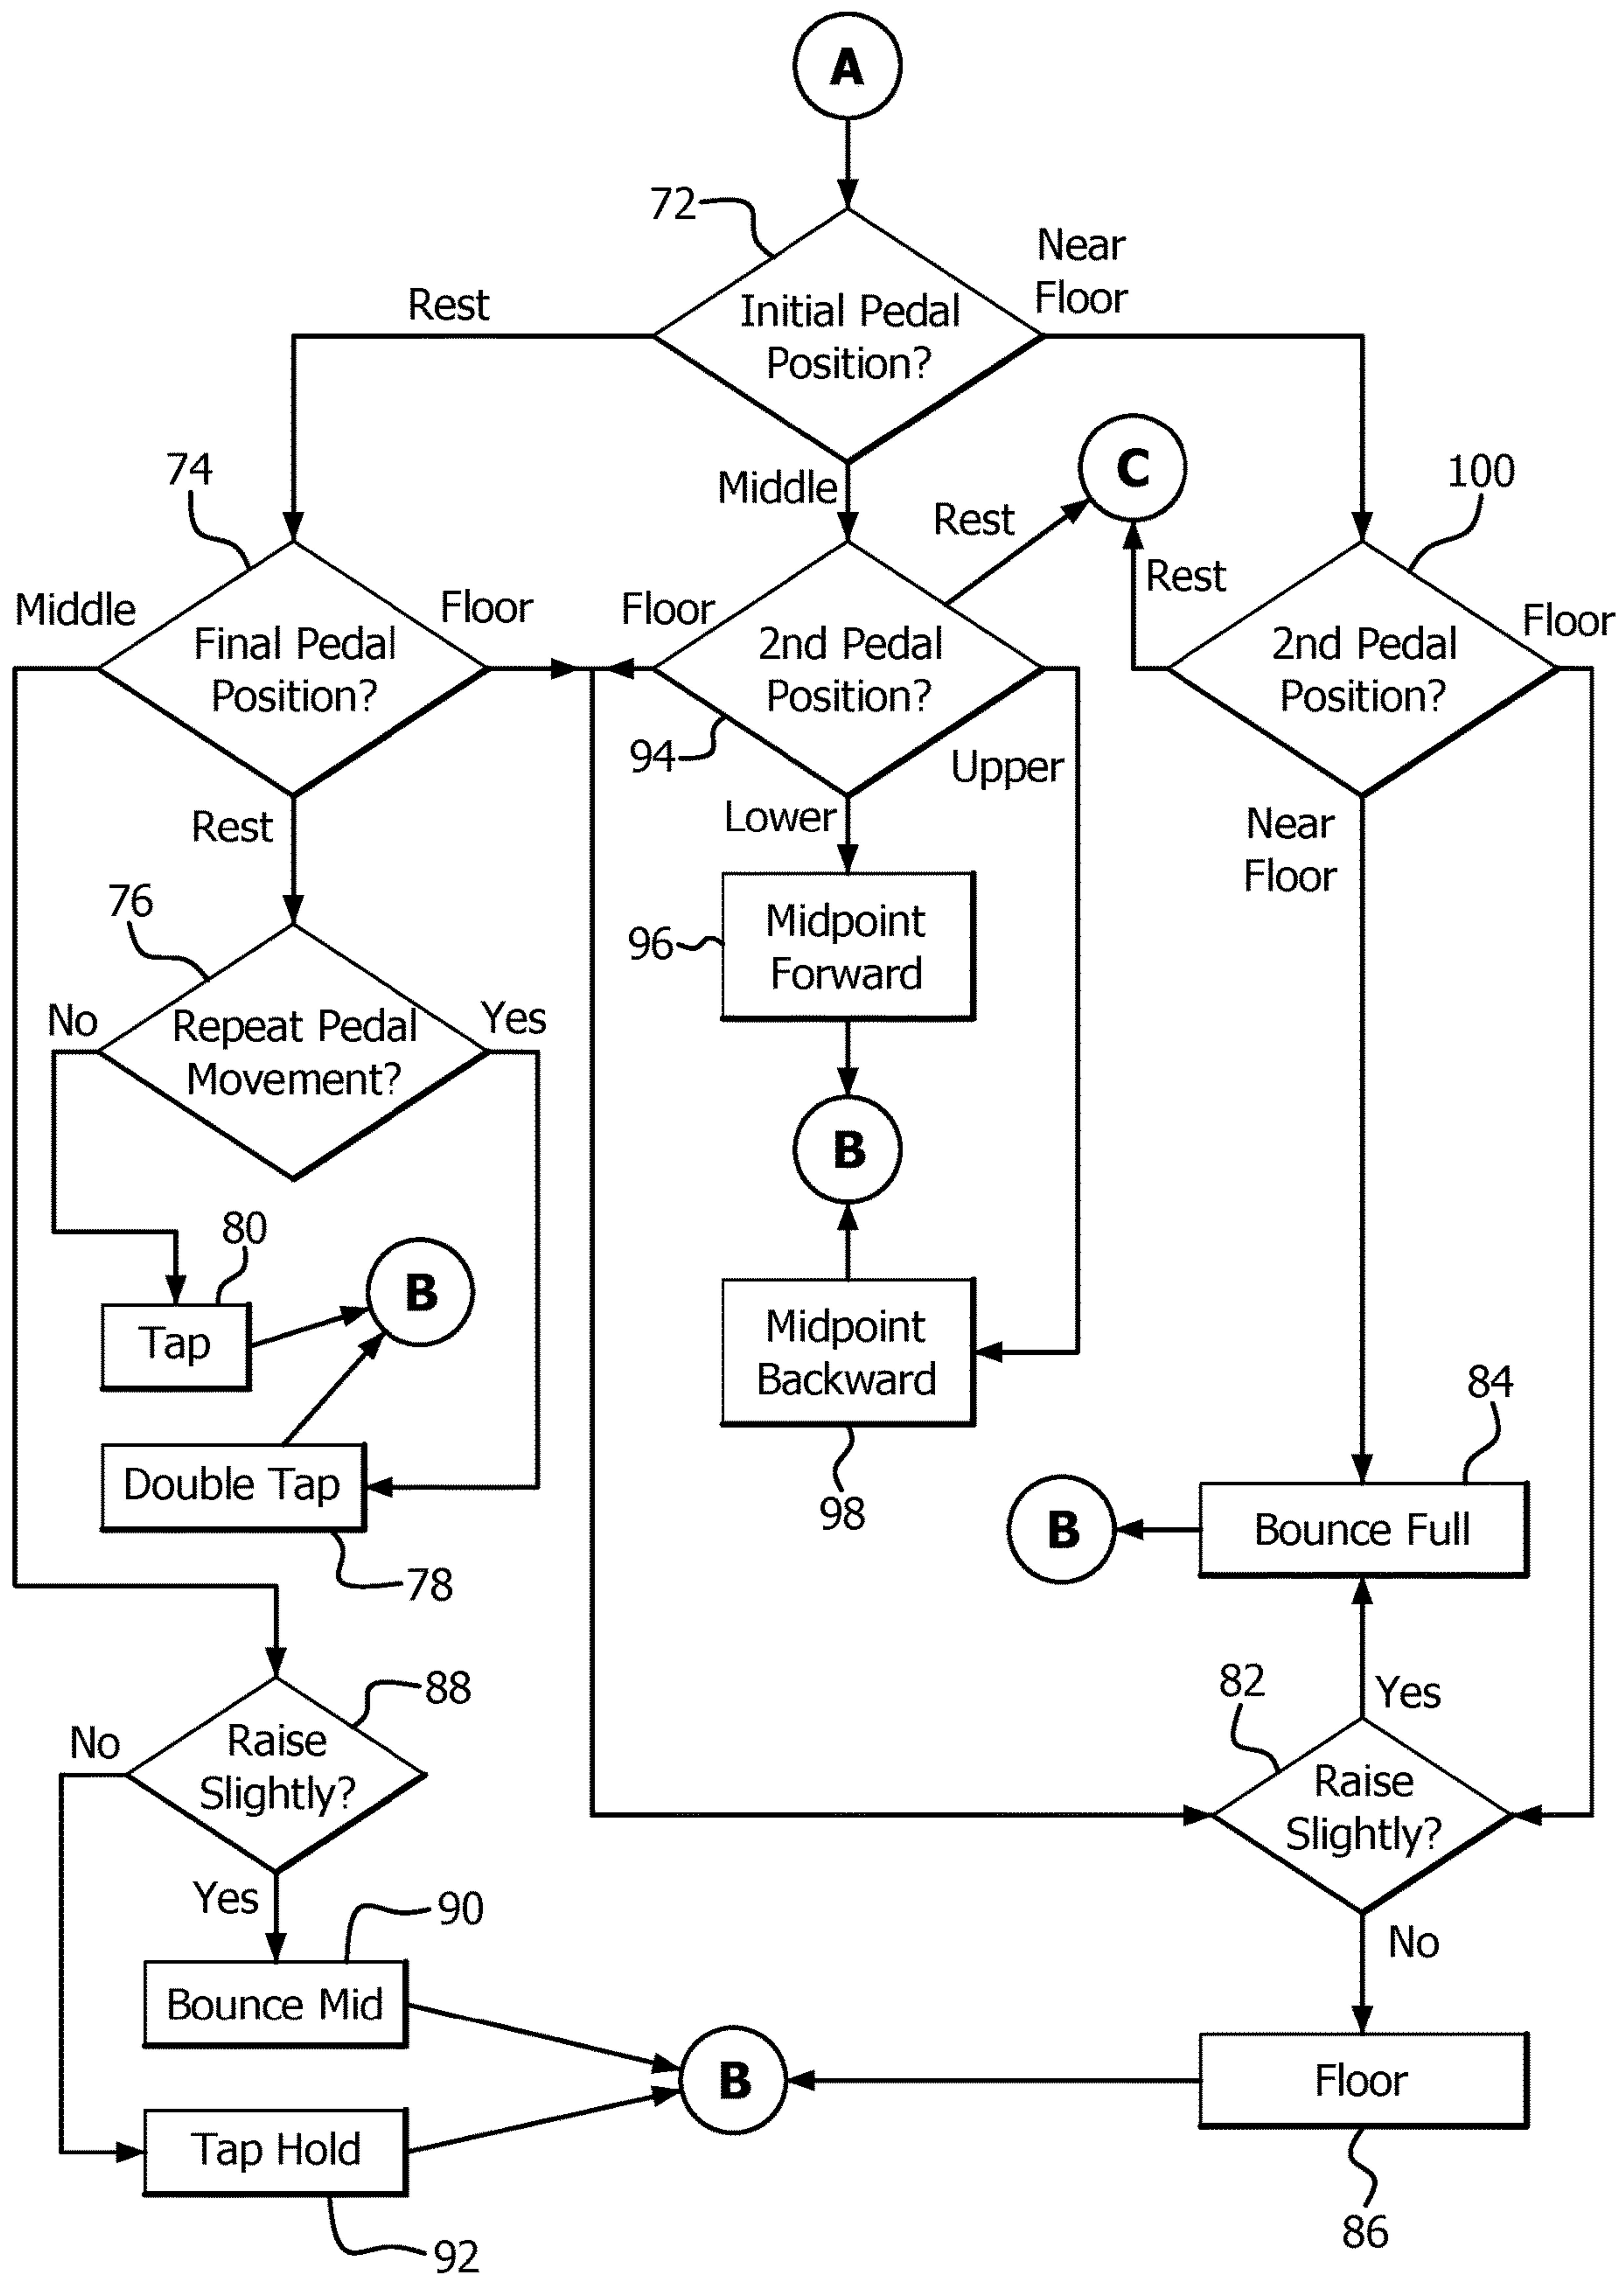 A
72
Near
Floor
Rest
Initial Pedal
Position?
74
Middle
C
100
Rest
Rest
Middle
Floor
Floor
Floor
Final Pedal
Position?
2nd Pedal
Position?
2nd Pedal
Position?
94
Upper
Rest
Lower
Near
Floor
76
96
Midpoint
Forward
No
Yes
Repeat Pedal
Movement?
B
80
B
Tap
Midpoint
Backward
84
Double Tap
98
B
Bounce Full
78
88
82
Yes
No
Raise
Slightly?
Raise
Slightly?
Yes
90
No
Bounce Mid
B
Floor
Tap Hold
86
92